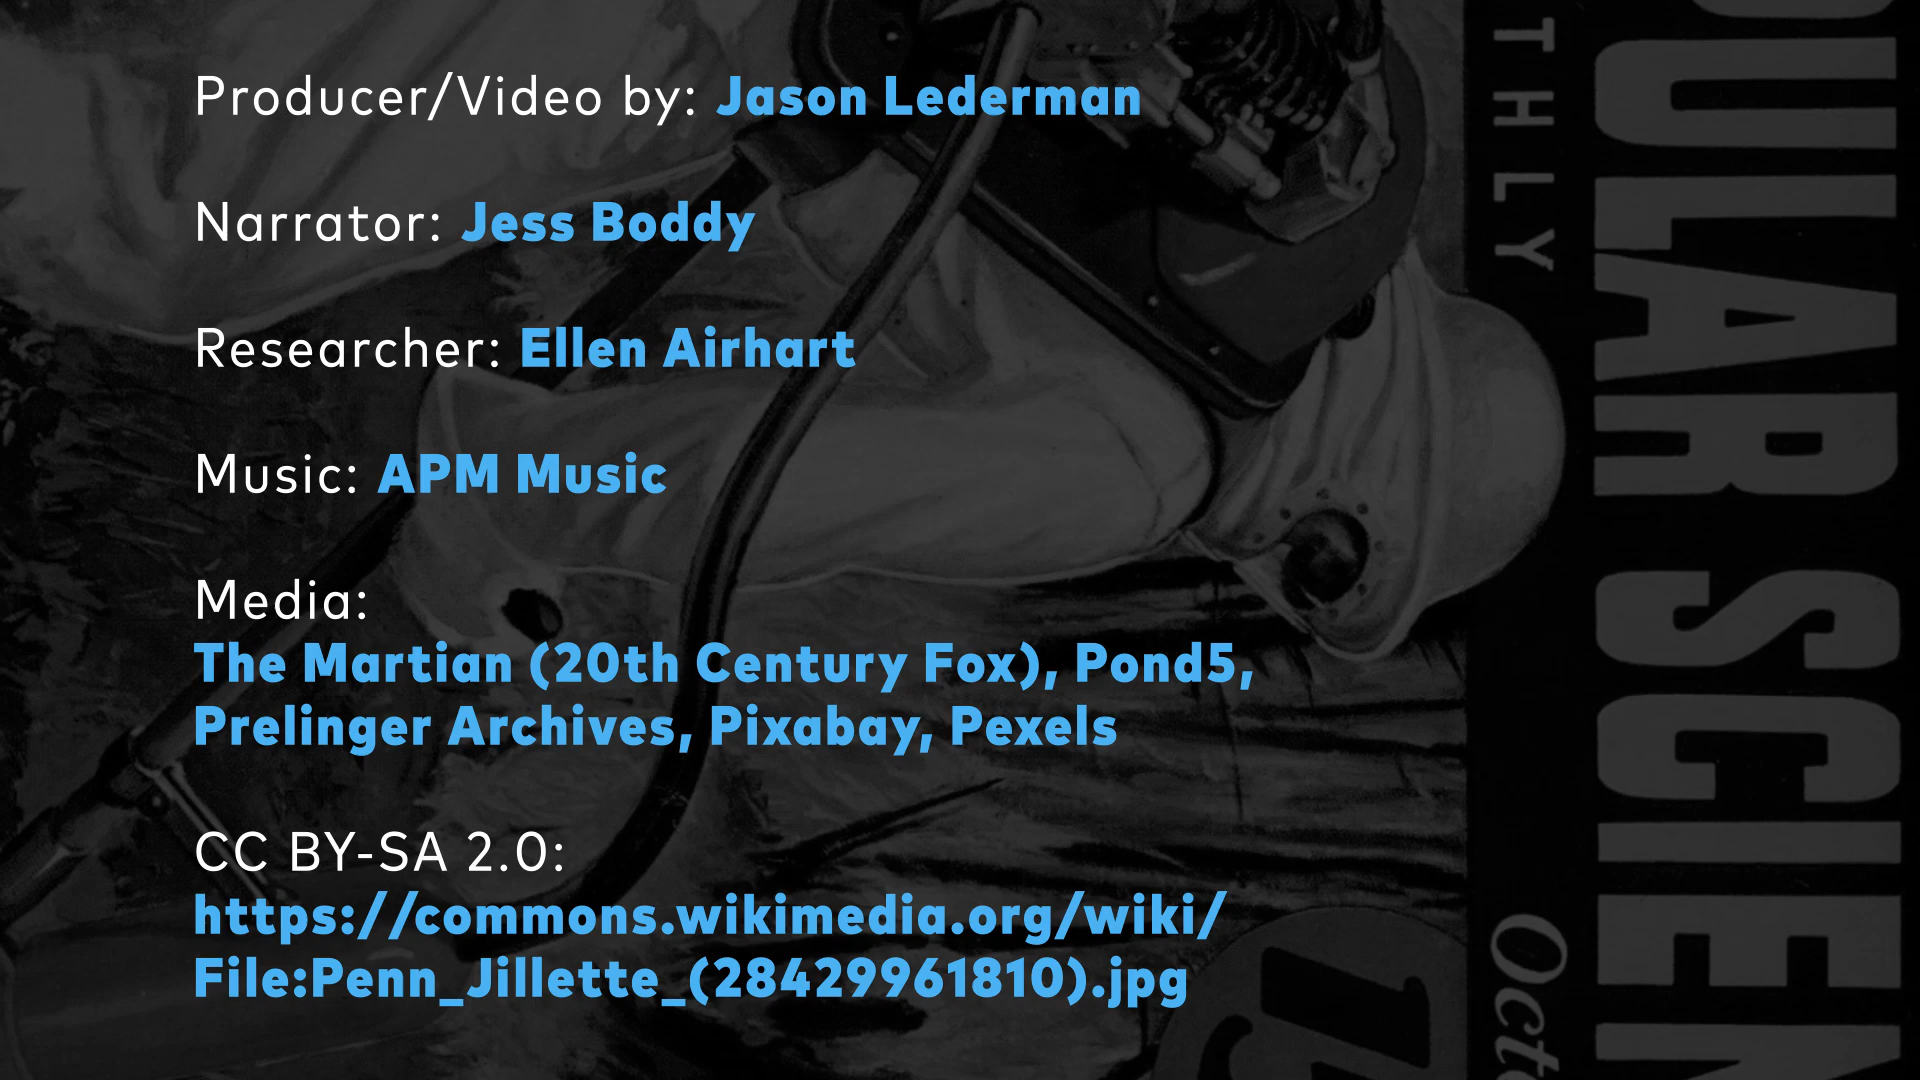 Producer/Video by: Jason Lederman
Narrator: Jess Boddy
Researcher: Ellen Airhart
Music: APM Music
Media:
The Martian (20th Century Fox), Pond5,
Prelinger Archives, Pixabay, Pexels
CC BY-SA 2.0:
https://commons.wikimedia.org/wiki/
File:Penn_Jillette_(28429961810).jpg
THLY
ULAR SCIEN
Octo